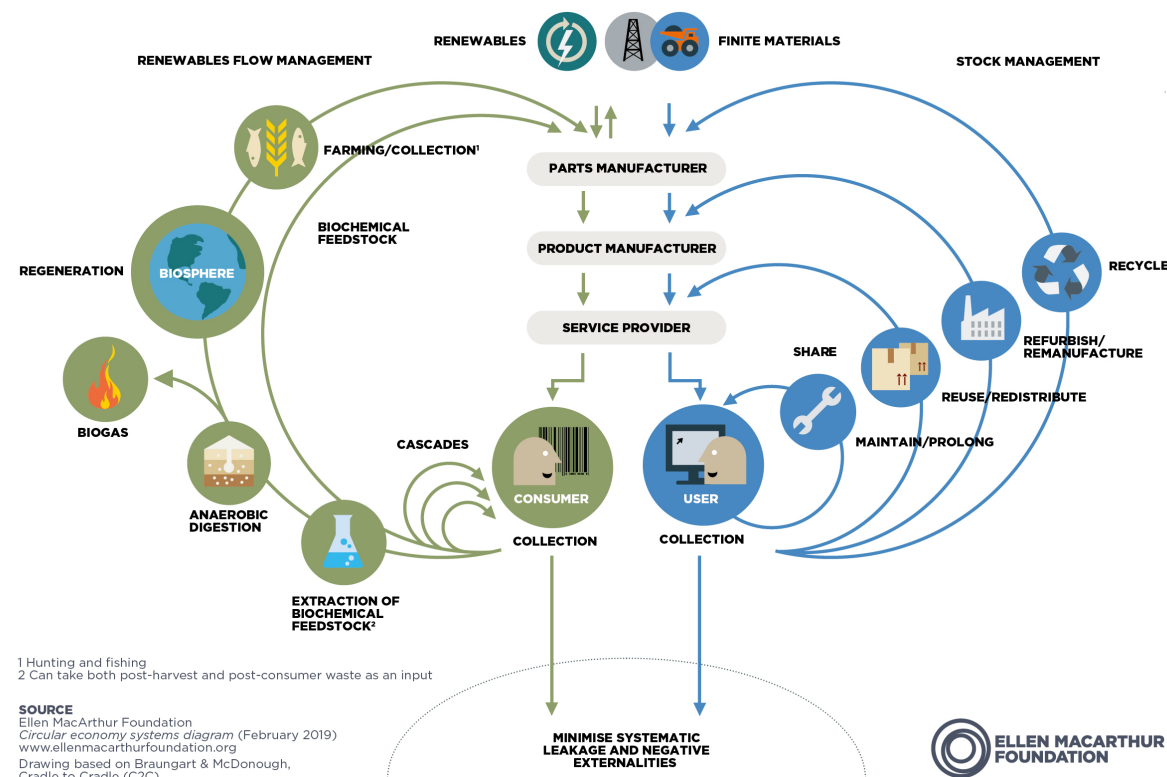 RENEWABLES
FINITE MATERIALS
RENEWABLES FLOW MANAGEMENT
STOCK MANAGEMENT
FARMING/COLLECTION¹
PARTS MANUFACTURER
BIOCHEMICAL
FEEDSTOCK
PRODUCT MANUFACTURER
REGENERATION
BIOSPHERE
RECYCLE
SERVICE PROVIDER
SHARE
REFURBISH/
REMANUFACTURE
REUSE/REDISTRIBUTE
BIOGAS
CASCADES
MAINTAIN/PROLONG
CONSUMER
USER
ANAEROBIC
DIGESTION
COLLECTION
COLLECTION
EXTRACTION OF
BIOCHEMICAL
FEEDSTOCK²
1 Hunting and fishing
2 Can take both post-harvest and post-consumer waste as an input
SOURCE
Ellen MacArthur Foundation
Circular economy systems diagram (February 2019)
www.ellenmacarthurfoundation.org
Drawing based on Braungart & McDonough,
Cradle to Cradle (C2C)
MINIMISE SYSTEMATIC
LEAKAGE AND NEGATIVE
EXTERNALITIES
ELLEN MACARTHUR
FOUNDATION